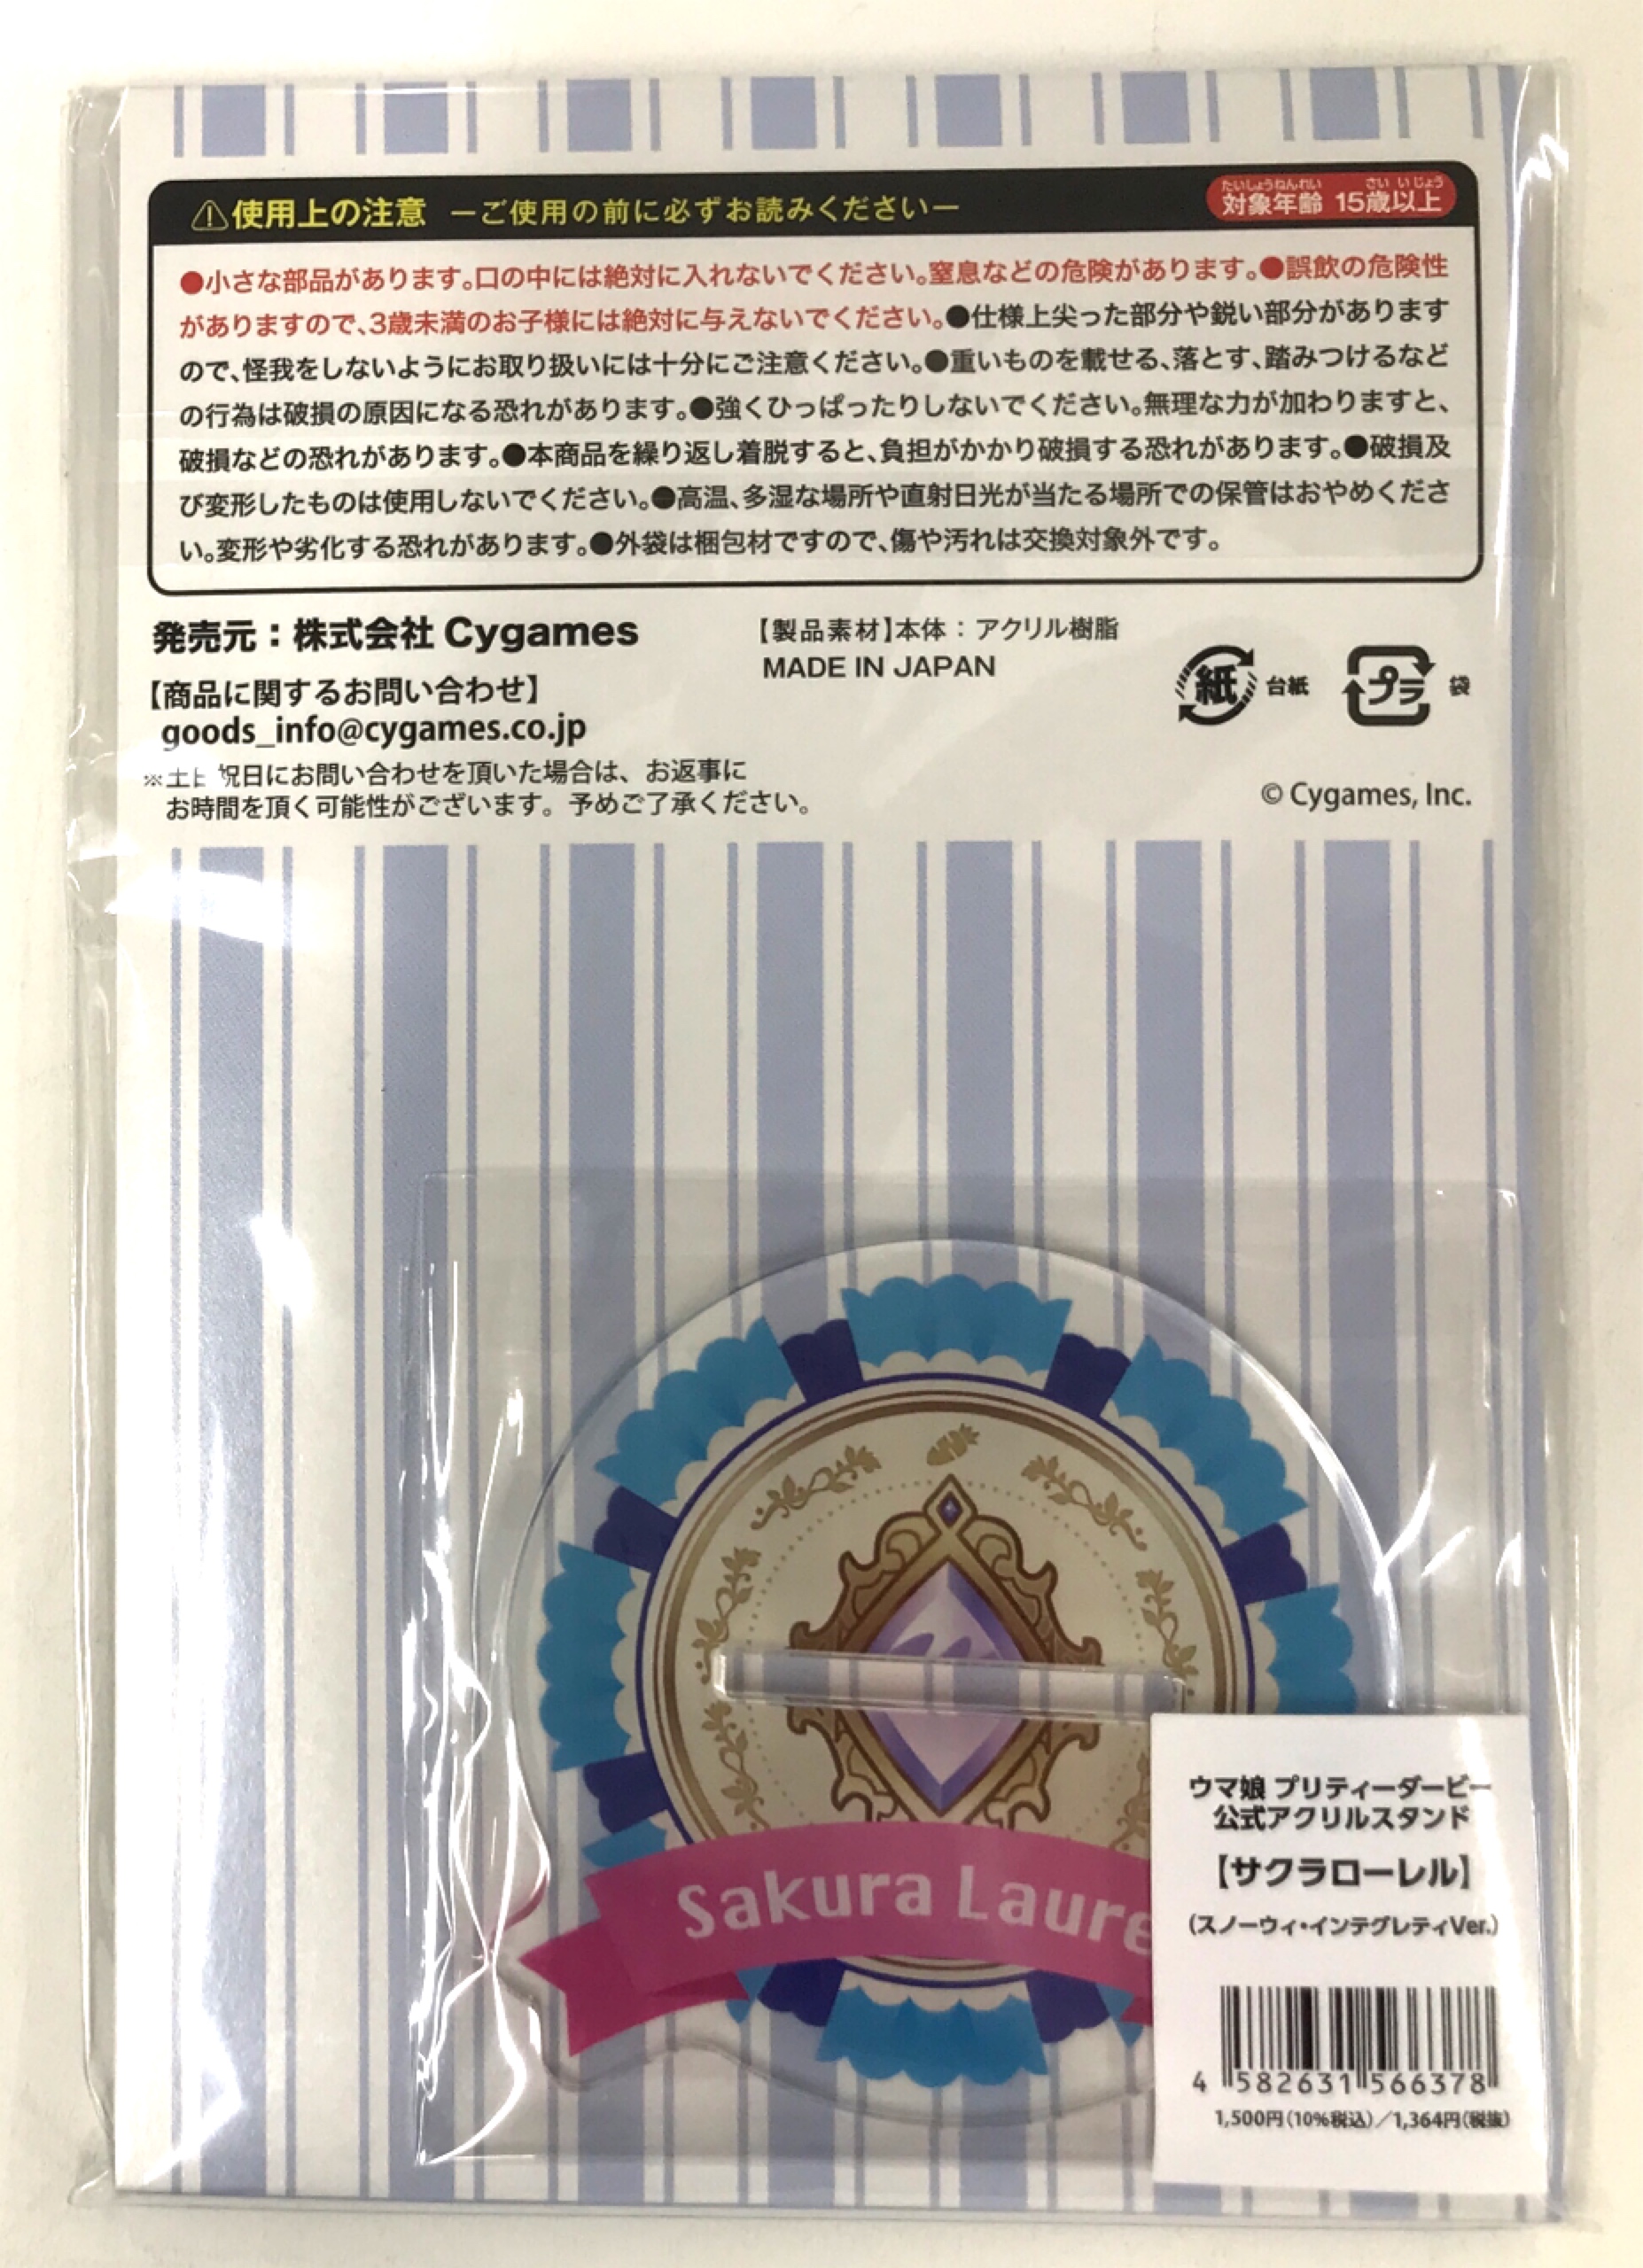 ⚠使用上の注意 ーご使用の前に必ずお読みくださいー
たいしょうねんれい さい いじょう
対象年齢 15歳以上
●小さな部品があります。口の中には絶対に入れないでください。窒息などの危険があります。●誤飲の危険性
がありますので、3歳未満のお子様には絶対に与えないでください。●仕様上尖った部分や鋭い部分があります
ので、怪我をしないようにお取り扱いには十分にご注意ください。●重いものを載せる、落とす、踏みつけるなど
の行為は破損の原因になる恐れがあります。●強くひっぱったりしないでください。無理な力が加わりますと、
破損などの恐れがあります。●本商品を繰り返し着脱すると、負担がかかり破損する恐れがあります。●破損及
び変形したものは使用しないでください。●高温、多湿な場所や直射日光が当たる場所での保管はおやめくださ
い。変形や劣化する恐れがあります。●外袋は梱包材ですので、傷や汚れは交換対象外です。
発売元：株式会社 Cygames
【商品に関するお問い合わせ】
goods_info@cygames.co.jp
※土日祝日にお問い合わせを頂いた場合は、お返事に
お時間を頂く可能性がございます。予めご了承ください。
【製品素材】本体：アクリル樹脂
MADE IN JAPAN
紙 台紙
プラ 袋
© Cygames, Inc.
Sakura Laure
ウマ娘 プリティーダービー
公式アクリルスタンド
【サクラローレル】
（スノーウィ・インテグレティVer.）
4 582631 566378
1,500円（10%税込）／1,364円（税抜）